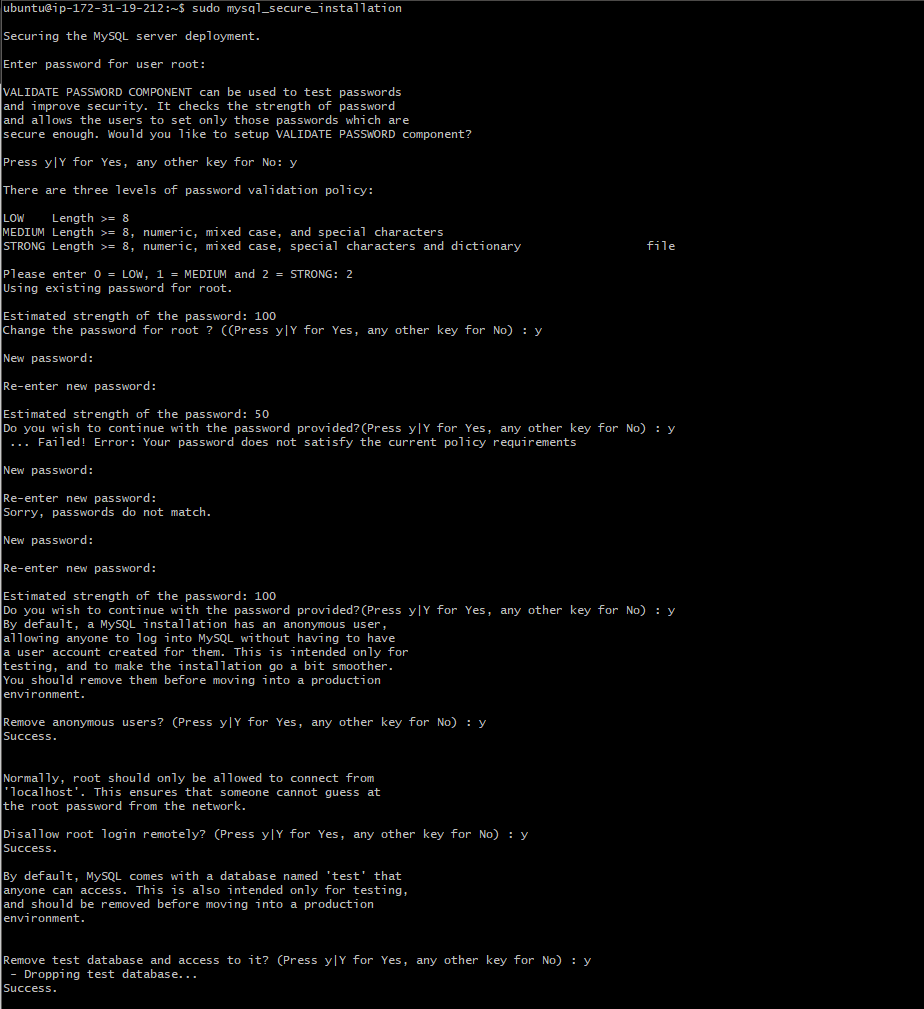 ubuntu@ip-172-31-19-212:~$ sudo mysql_secure_installation
Securing the MySQL server deployment.
Enter password for user root:
VALIDATE PASSWORD COMPONENT can be used to test passwords
and improve security. It checks the strength of password
and allows the users to set only those passwords which are
secure enough. Would you like to setup VALIDATE PASSWORD component?
Press y|Y for Yes, any other key for No: y
There are three levels of password validation policy:
LOW    Length >= 8
MEDIUM Length >= 8, numeric, mixed case, and special characters
STRONG Length >= 8, numeric, mixed case, special characters and dictionary                  file
Please enter 0 = LOW, 1 = MEDIUM and 2 = STRONG: 2
Using existing password for root.
Estimated strength of the password: 100
Change the password for root ? ((Press y|Y for Yes, any other key for No) : y
New password:
Re-enter new password:
Estimated strength of the password: 50
Do you wish to continue with the password provided?(Press y|Y for Yes, any other key for No) : y
 ... Failed! Error: Your password does not satisfy the current policy requirements
New password:
Re-enter new password:
Sorry, passwords do not match.
New password:
Re-enter new password:
Estimated strength of the password: 100
Do you wish to continue with the password provided?(Press y|Y for Yes, any other key for No) : y
By default, a MySQL installation has an anonymous user,
allowing anyone to log into MySQL without having to have
a user account created for them. This is intended only for
testing, and to make the installation go a bit smoother.
You should remove them before moving into a production
environment.
Remove anonymous users? (Press y|Y for Yes, any other key for No) : y
Success.
Normally, root should only be allowed to connect from
'localhost'. This ensures that someone cannot guess at
the root password from the network.
Disallow root login remotely? (Press y|Y for Yes, any other key for No) : y
Success.
By default, MySQL comes with a database named 'test' that
anyone can access. This is also intended only for testing,
and should be removed before moving into a production
environment.
Remove test database and access to it? (Press y|Y for Yes, any other key for No) : y
 - Dropping test database...
Success.